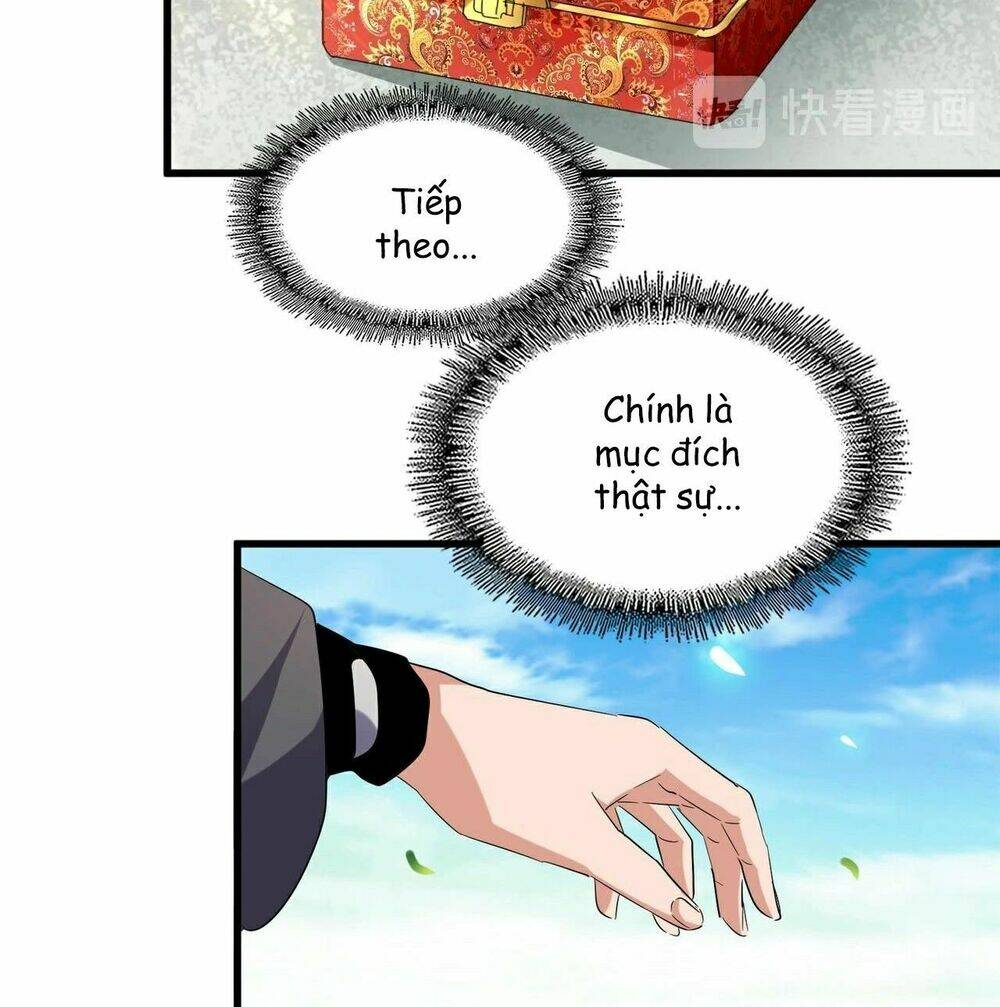 快看漫画
Tiếp
theo...
Chính là
mục đích
thật sự...